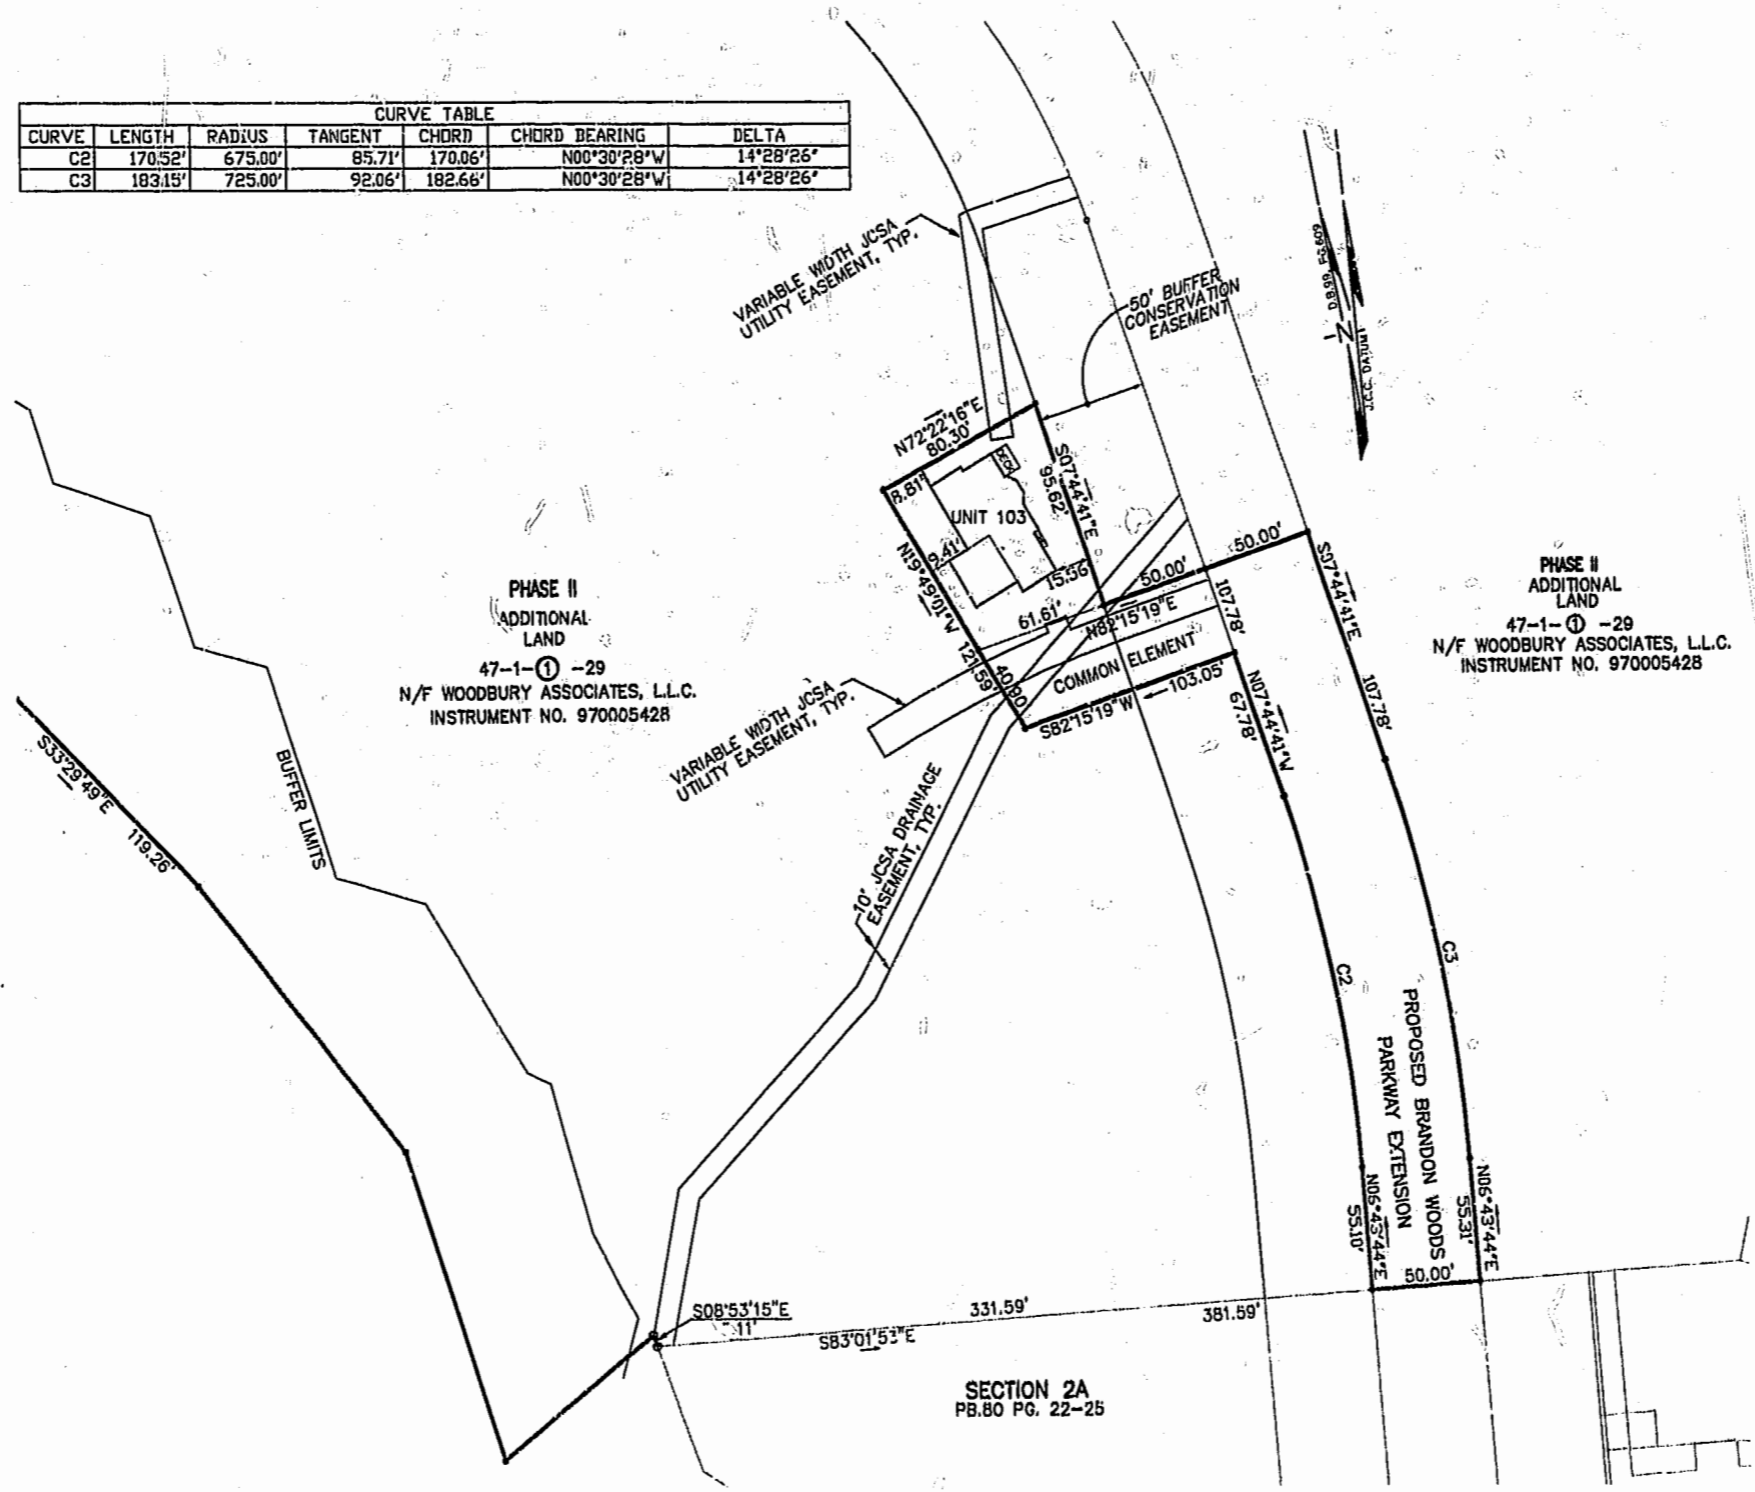 CURVE TABLE
CURVE LENGTH RADIUS TANGENT CHORD CHORD BEARING DELTA
C2 170.52' 675.00' 85.71' 170.06' N00°30'28"W 14°28'26"
C3 183.15' 725.00' 92.06' 182.66' N00°30'28"W 14°28'26"
VARIABLE WIDTH JCSA
UTILITY EASEMENT, TYP.
50' BUFFER
CONSERVATION
EASEMENT
D.B.99, PG.609
N
J.C.C. DATUM
N72°22'16"E
80.30'
8.81'
DECK
S07°44'41"E
95.62'
UNIT 103
9.41'
15.56'
N19°49'01"W
121.59'
61.61'
40.90
50.00'
50.00'
N82°15'19"E
107.78'
COMMON ELEMENT
103.05'
S82°15'19"W
S07°44'41"E
107.78'
N07°44'41"W
67.78'
PHASE II
ADDITIONAL
LAND
47-1-① -29
N/F WOODBURY ASSOCIATES, L.L.C.
INSTRUMENT NO. 970005428
PHASE II
ADDITIONAL
LAND
47-1-① -29
N/F WOODBURY ASSOCIATES, L.L.C.
INSTRUMENT NO. 970005428
VARIABLE WIDTH JCSA
UTILITY EASEMENT, TYP.
S33°29'49"E
119.26'
BUFFER LIMITS
10' JCSA DRAINAGE
EASEMENT, TYP.
C2
C3
PROPOSED BRANDON WOODS
PARKWAY EXTENSION
N06°43'44"E
55.10'
N06°43'44"E
55.31'
50.00'
S08°53'15"E
11'
331.59'
381.59'
S83°01'53"E
SECTION 2A
PB.80 PG. 22-25